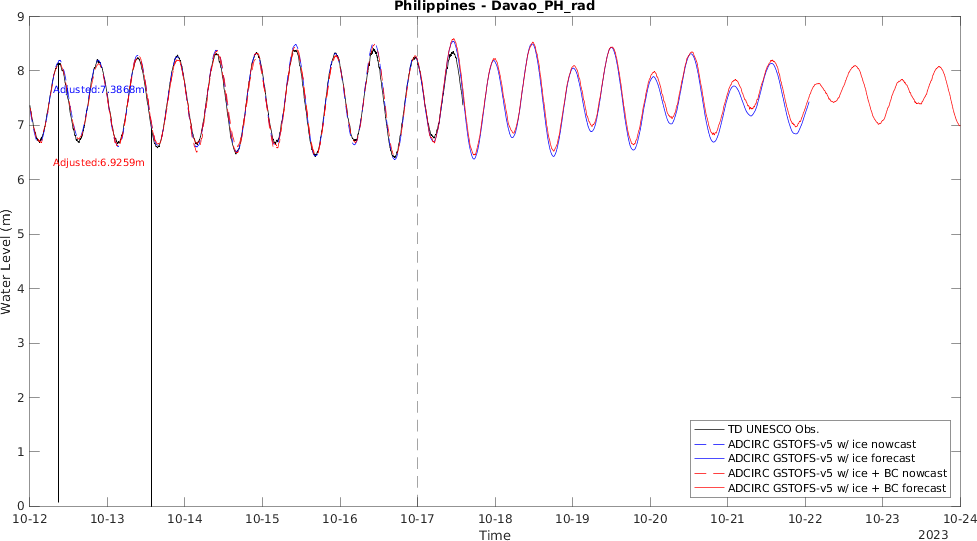 Philippines - Davao_PH_rad
9
8
7
6
5
4
3
2
1
0
Water Level (m)
Adjusted:7.3868m
Adjusted:6.9259m
TD UNESCO Obs.
ADCIRC GSTOFS-v5 w/ ice nowcast
ADCIRC GSTOFS-v5 w/ ice forecast
ADCIRC GSTOFS-v5 w/ ice + BC nowcast
ADCIRC GSTOFS-v5 w/ ice + BC forecast
10-12 10-13 10-14 10-15 10-16 10-17 10-18 10-19 10-20 10-21 10-22 10-23 10-24
Time
2023